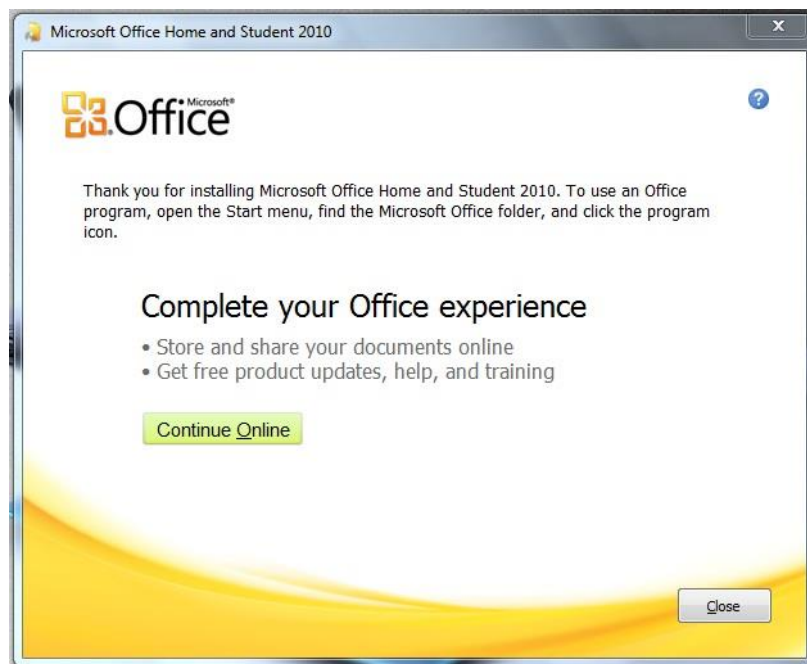 Microsoft Office Home and Student 2010
x
Microsoft®
Office
?
Thank you for installing Microsoft Office Home and Student 2010. To use an Office
program, open the Start menu, find the Microsoft Office folder, and click the program
icon.
Complete your Office experience
• Store and share your documents online
• Get free product updates, help, and training
Continue Online
Close